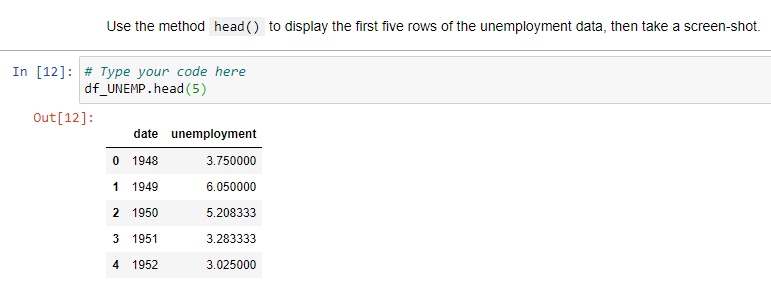 Use the method head() to display the first five rows of the unemployment data, then take a screen-shot.
In [12]: # Type your code here
df_UNEMP.head(5)
Out[12]:
date unemployment
0 1948 3.750000
1 1949 6.050000
2 1950 5.208333
3 1951 3.283333
4 1952 3.025000